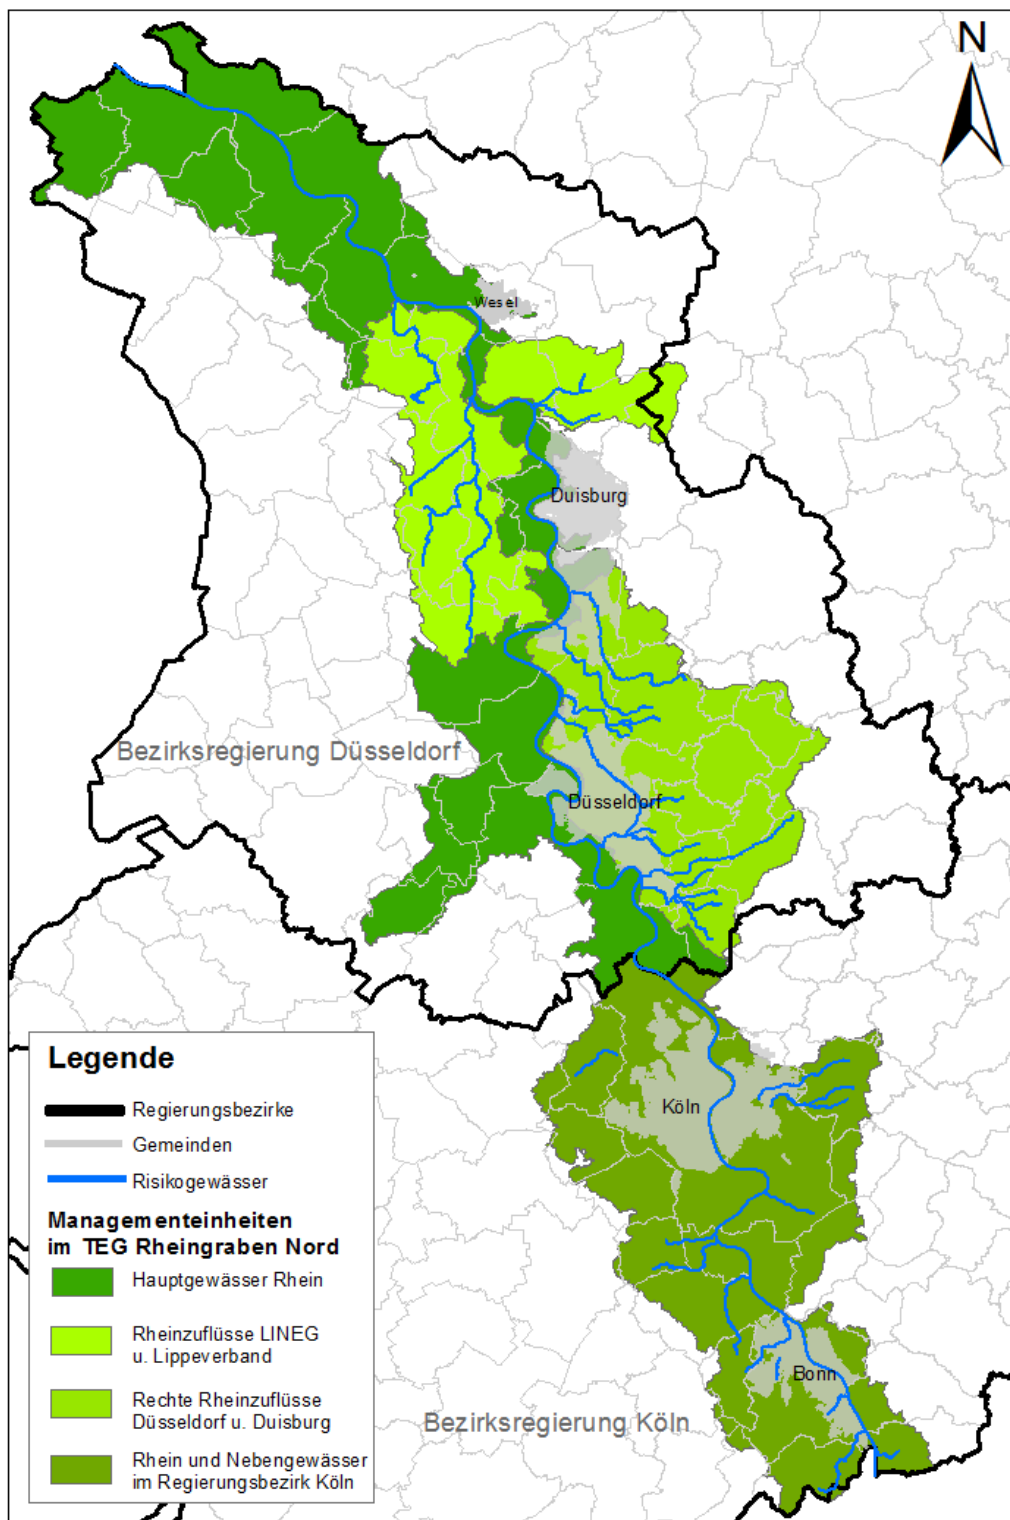 N
Wesel
Duisburg
Bezirksregierung Düsseldorf
Düsseldorf
Köln
Bonn
Bezirksregierung Köln
Legende
Regierungsbezirke
Gemeinden
Risikogewässer
Managementeinheiten
im TEG Rheingraben Nord
Hauptgewässer Rhein
Rheinzuflüsse LINEG
u. Lippeverband
Rechte Rheinzuflüsse
Düsseldorf u. Duisburg
Rhein und Nebengewässer
im Regierungsbezirk Köln